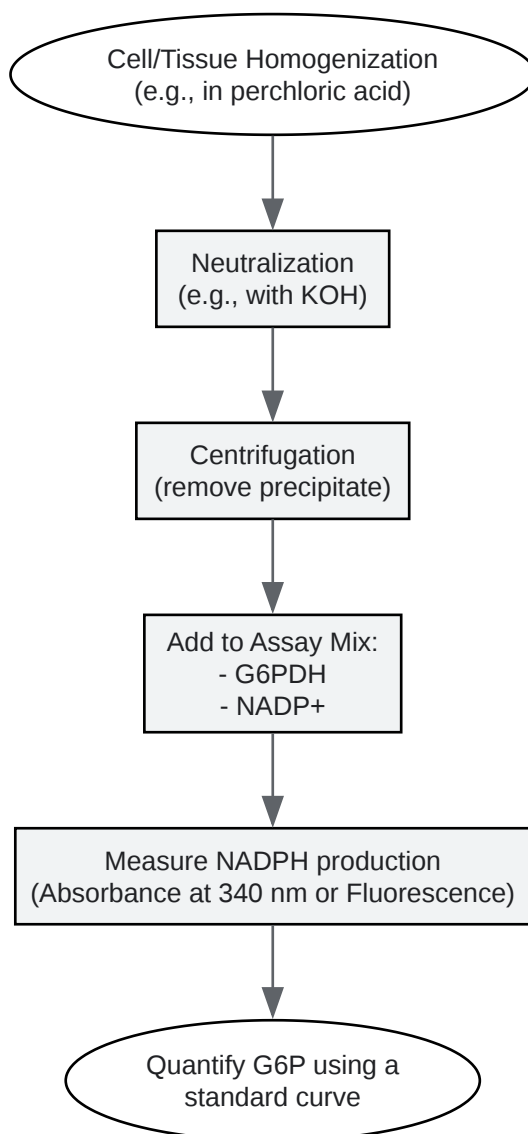 Cell/Tissue Homogenization
(e.g., in perchloric acid)
Neutralization
(e.g., with KOH)
Centrifugation
(remove precipitate)
Add to Assay Mix:
- G6PDH
- NADP+
Measure NADPH production
(Absorbance at 340 nm or Fluorescence)
Quantify G6P using a
standard curve